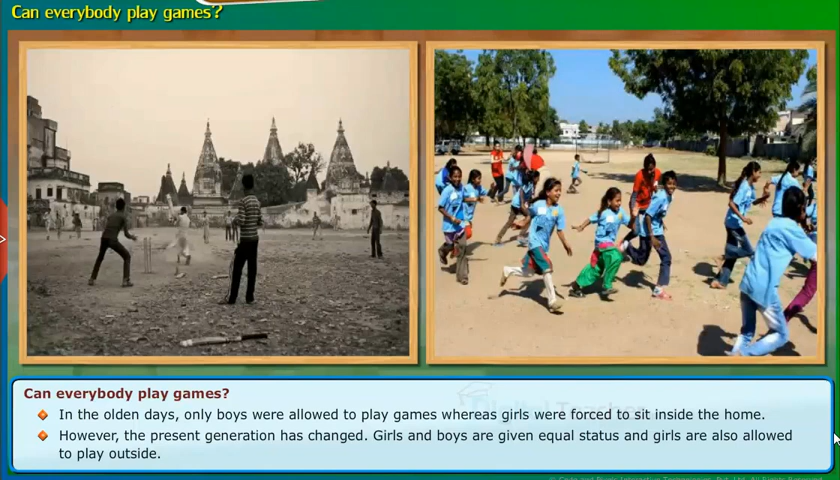 Can everybody play games?
Can everybody play games?
In the olden days, only boys were allowed to play games whereas girls were forced to sit inside the home.
However, the present generation has changed. Girls and boys are given equal status and girls are also allowed
to play outside.